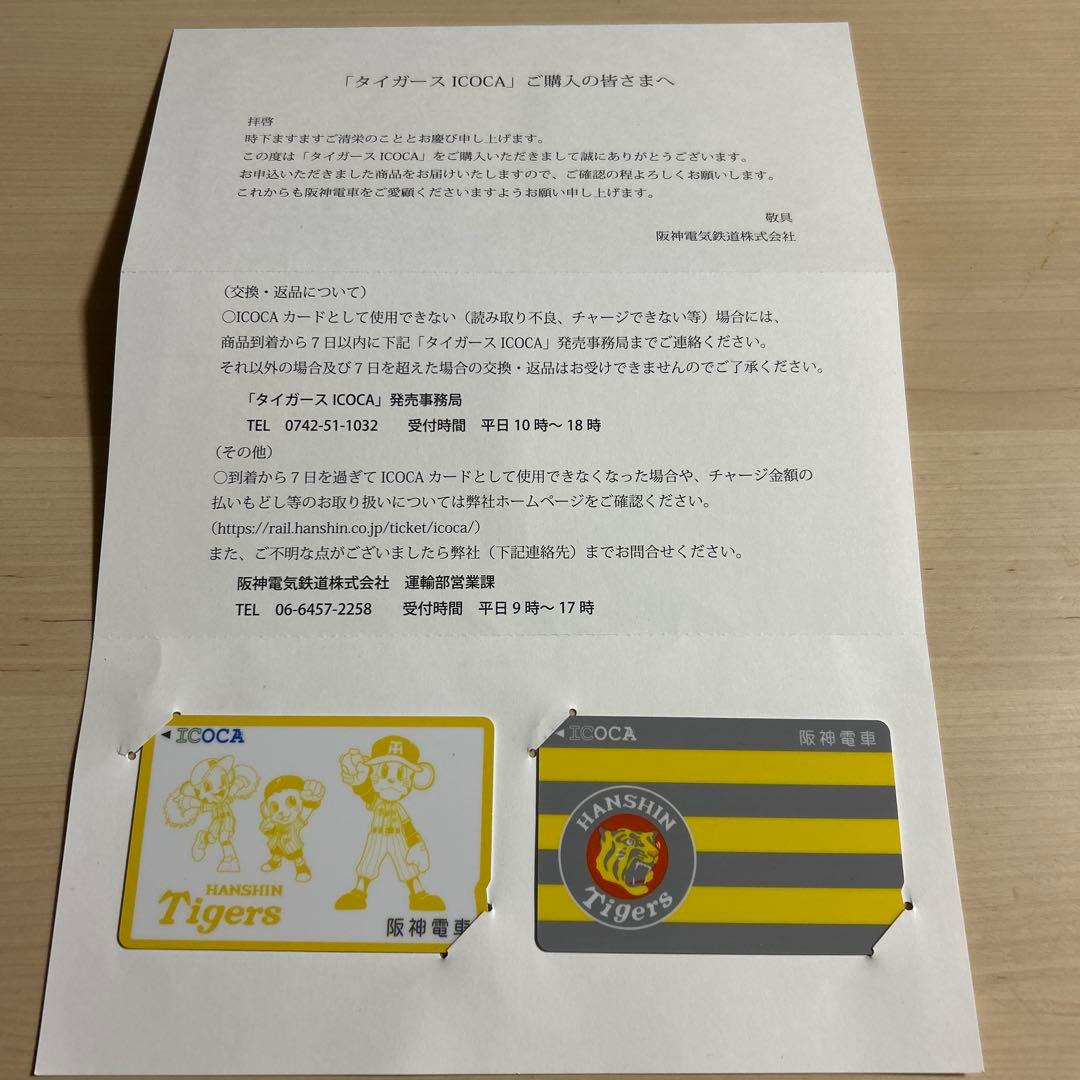 「タイガース ICOCA」ご購入の皆さまへ
拝啓
時下ますますご清栄のこととお慶び申し上げます。
この度は「タイガース ICOCA」をご購入いただきまして誠にありがとうございます。
お申込いただきました商品をお届けいたしますので、ご確認の程よろしくお願いします。
これからも阪神電車をご愛顧くださいますようお願い申し上げます。
敬具
阪神電気鉄道株式会社
（交換・返品について）
○ICOCA カードとして使用できない（読み取り不良、チャージできない等）場合には、
商品到着から７日以内に下記「タイガース ICOCA」発売事務局までご連絡ください。
それ以外の場合及び７日を超えた場合の交換・返品はお受けできませんのでご了承ください。
「タイガース ICOCA」発売事務局
TEL 0742-51-1032 受付時間 平日 10 時～ 18 時
（その他）
○到着から７日を過ぎて ICOCA カードとして使用できなくなった場合や、チャージ金額の
払いもどし等のお取り扱いについては弊社ホームページをご確認ください。
（https://rail.hanshin.co.jp/ticket/icoca/）
また、ご不明な点がございましたら弊社（下記連絡先）までお問合せください。
阪神電気鉄道株式会社 運輸部営業課
TEL 06-6457-2258 受付時間 平日 9 時～ 17 時
◀ICOCA
HANSHIN
Tigers
阪神電車
◀ICOCA
阪神電車
HANSHIN
Tigers